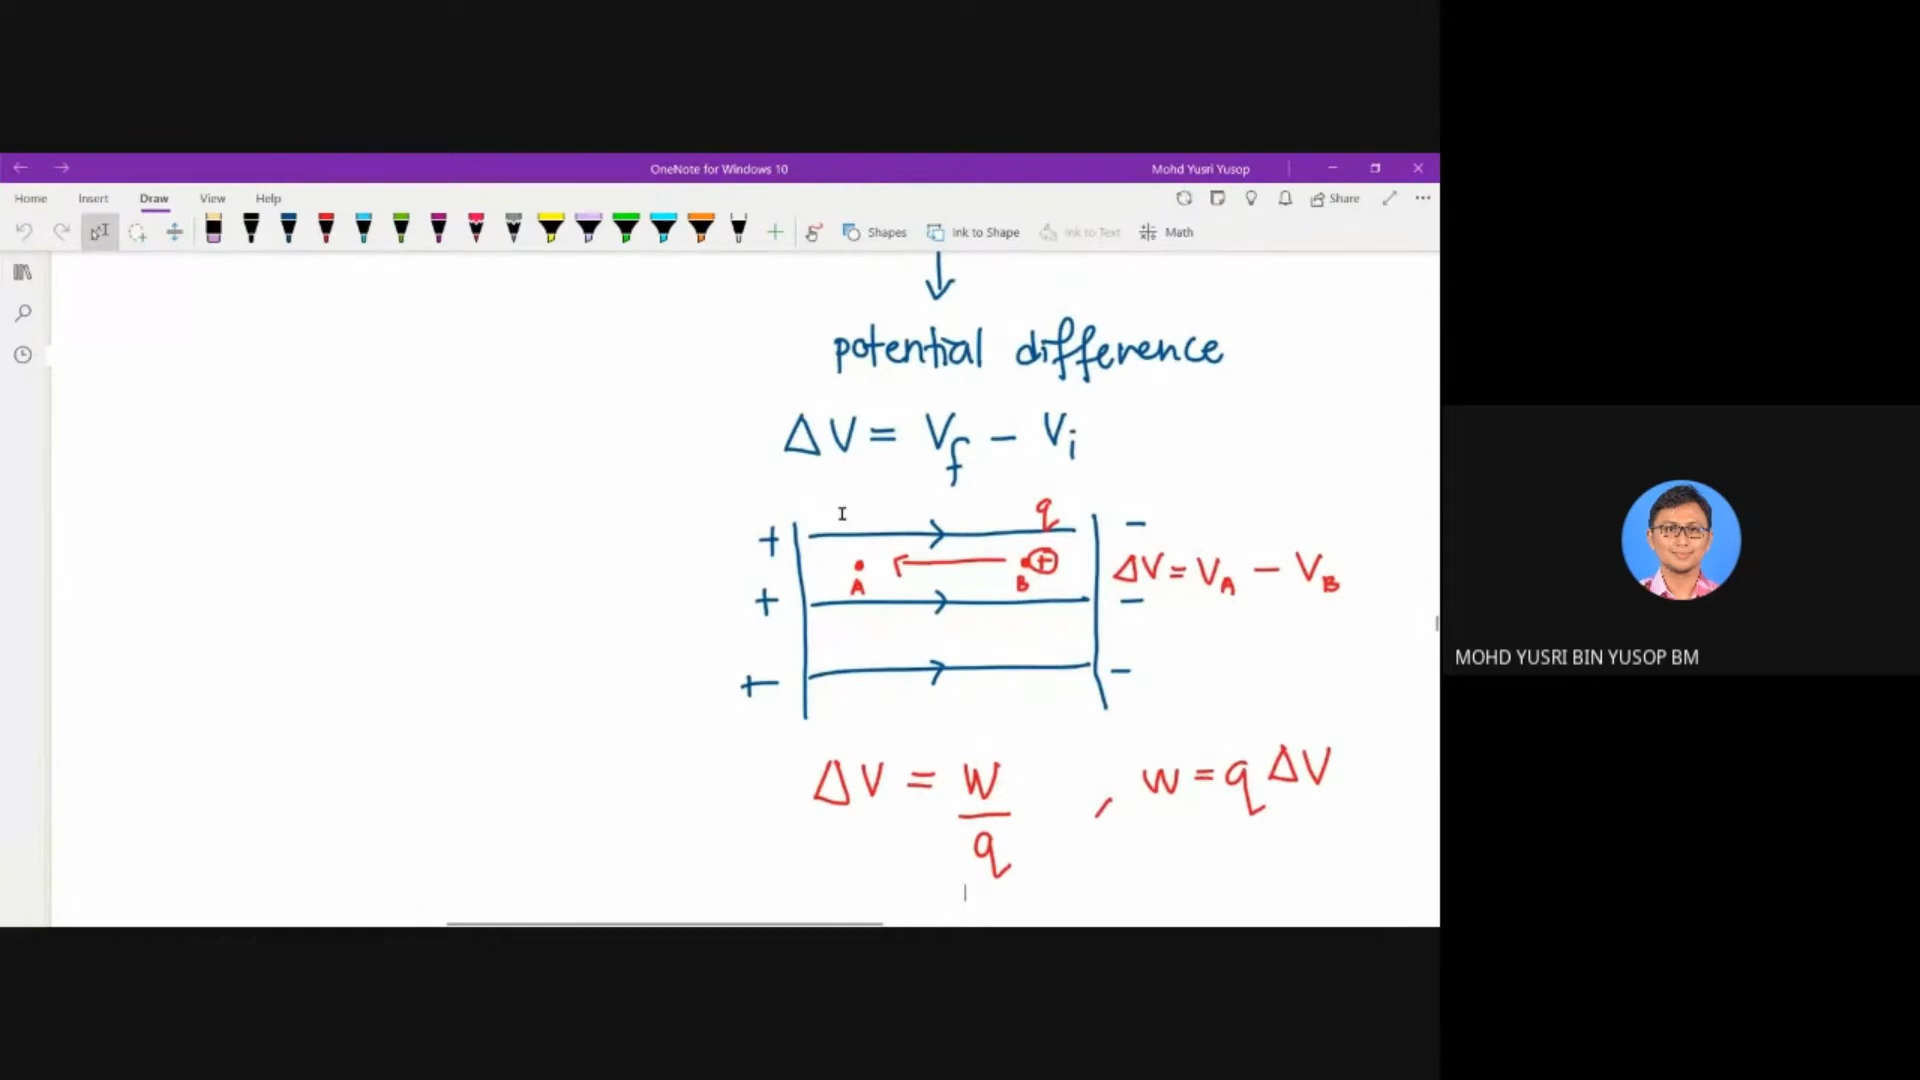 OneNote for Windows 10
Mohd Yusri Yusop
Home Insert Draw View Help
Share
Shapes Ink to Shape Ink to Text Math
potential difference
ΔV = Vf - Vi
q
+ -
A B + ΔV = VA - VB
+ -
+ -
ΔV = W/q , W = qΔV
MOHD YUSRI BIN YUSOP BM